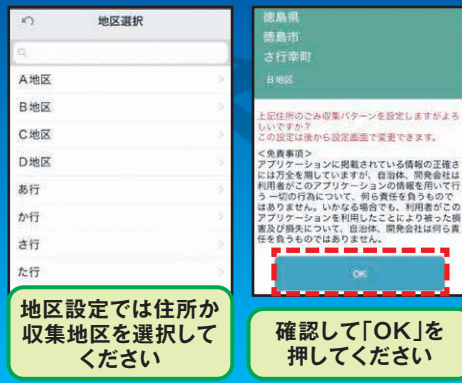 地区選択
A地区
B地区
C地区
D地区
あ行
か行
さ行
た行
地区設定では住所か
収集地区を選択して
ください
徳島県
徳島市
さ行幸町
B地区
上記住所のごみ収集パターンを設定しますがよろ
しいですか？
この設定は後から設定画面で変更できます。
＜免責事項＞
アプリケーションに掲載されている情報の正確さ
には万全を期していますが、自治体、開発会社は
利用者がこのアプリケーションの情報を用いて行
う一切の行為について、何ら責任を負うもので
はありません。いかなる場合でも、利用者がこの
アプリケーションを利用したことにより被った損
害及び損失について、自治体、開発会社は何ら責
任を負うものではありません。
OK
確認して「OK」を
押してください